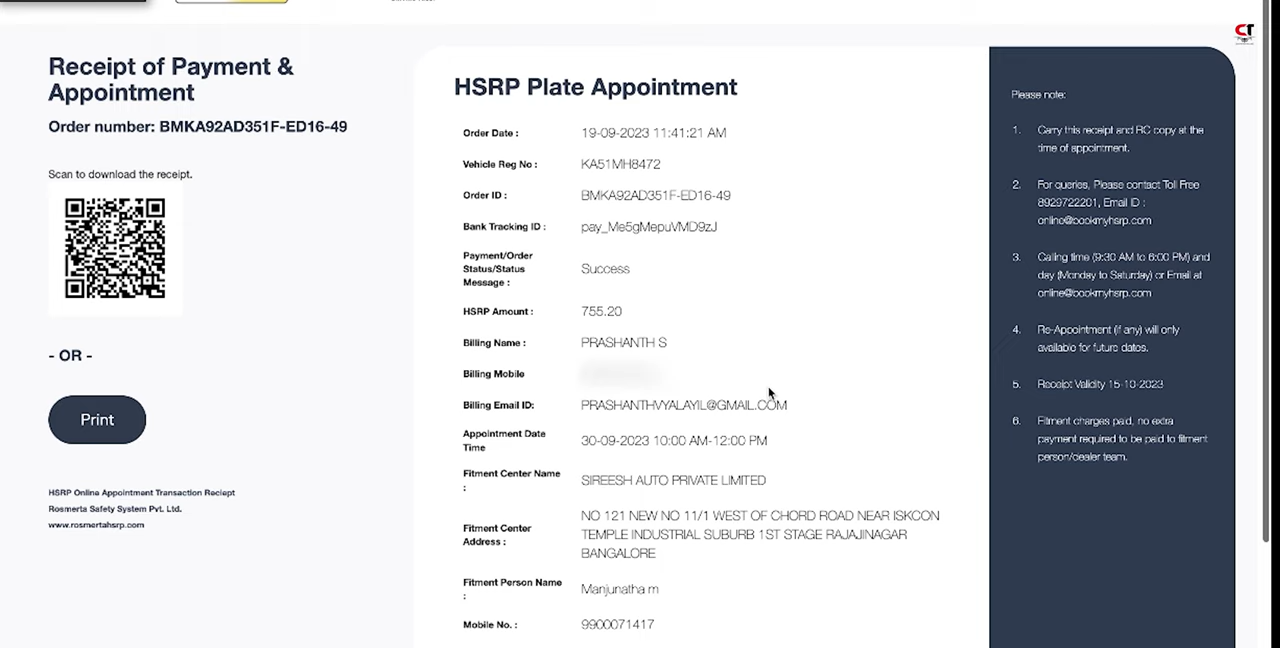 Receipt of Payment &
Appointment
Order number: BMKA92AD351F-ED16-49
Scan to download the receipt.
- OR -
Print
HSRP Online Appointment Transaction Reciept
Rosmerta Safety System Pvt. Ltd.
www.rosmertahsrp.com
HSRP Plate Appointment
Order Date : 19-09-2023 11:41:21 AM
Vehicle Reg No : KA51MH8472
Order ID : BMKA92AD351F-ED16-49
Bank Tracking ID : pay_Me5gMepuVMD9zJ
Payment/Order
Status/Status
Message :
Success
HSRP Amount : 755.20
Billing Name : PRASHANTH S
Billing Mobile
Billing Email ID: PRASHANTHVYALAYIL@GMAIL.COM
Appointment Date
Time
30-09-2023 10:00 AM-12:00 PM
Fitment Center Name
:
SIREESH AUTO PRIVATE LIMITED
Fitment Center
Address :
NO 121 NEW NO 11/1 WEST OF CHORD ROAD NEAR ISKCON
TEMPLE INDUSTRIAL SUBURB 1ST STAGE RAJAJINAGAR
BANGALORE
Fitment Person Name
:
Manjunatha m
Mobile No. : 9900071417
Please note:
1. Carry this receipt and RC copy at the
time of appointment.
2. For queries, Please contact Toll Free
8929722201, Email ID :
online@bookmyhsrp.com
3. Calling time (9:30 AM to 6:00 PM) and
day (Monday to Saturday) or Email at
online@bookmyhsrp.com
4. Re-Appointment (if any) will only
available for future dates.
5. Receipt Validity 15-10-2023
6. Fitment charges paid, no extra
payment required to be paid to fitment
person/dealer team.